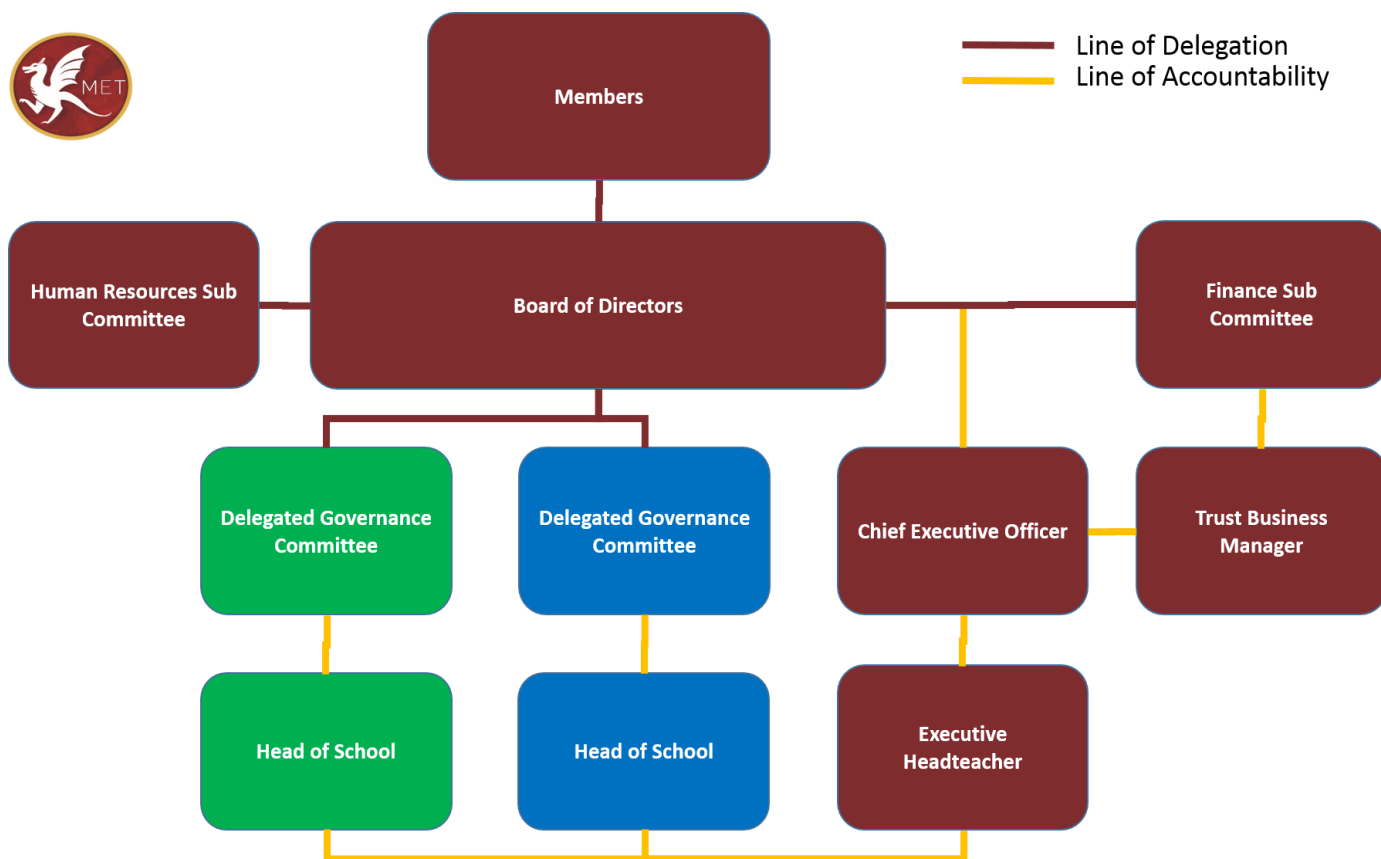 MET
Line of Delegation
Line of Accountability
Members
Human Resources Sub
Committee
Board of Directors
Finance Sub
Committee
Delegated Governance
Committee
Delegated Governance
Committee
Chief Executive Officer
Trust Business
Manager
Head of School
Head of School
Executive
Headteacher